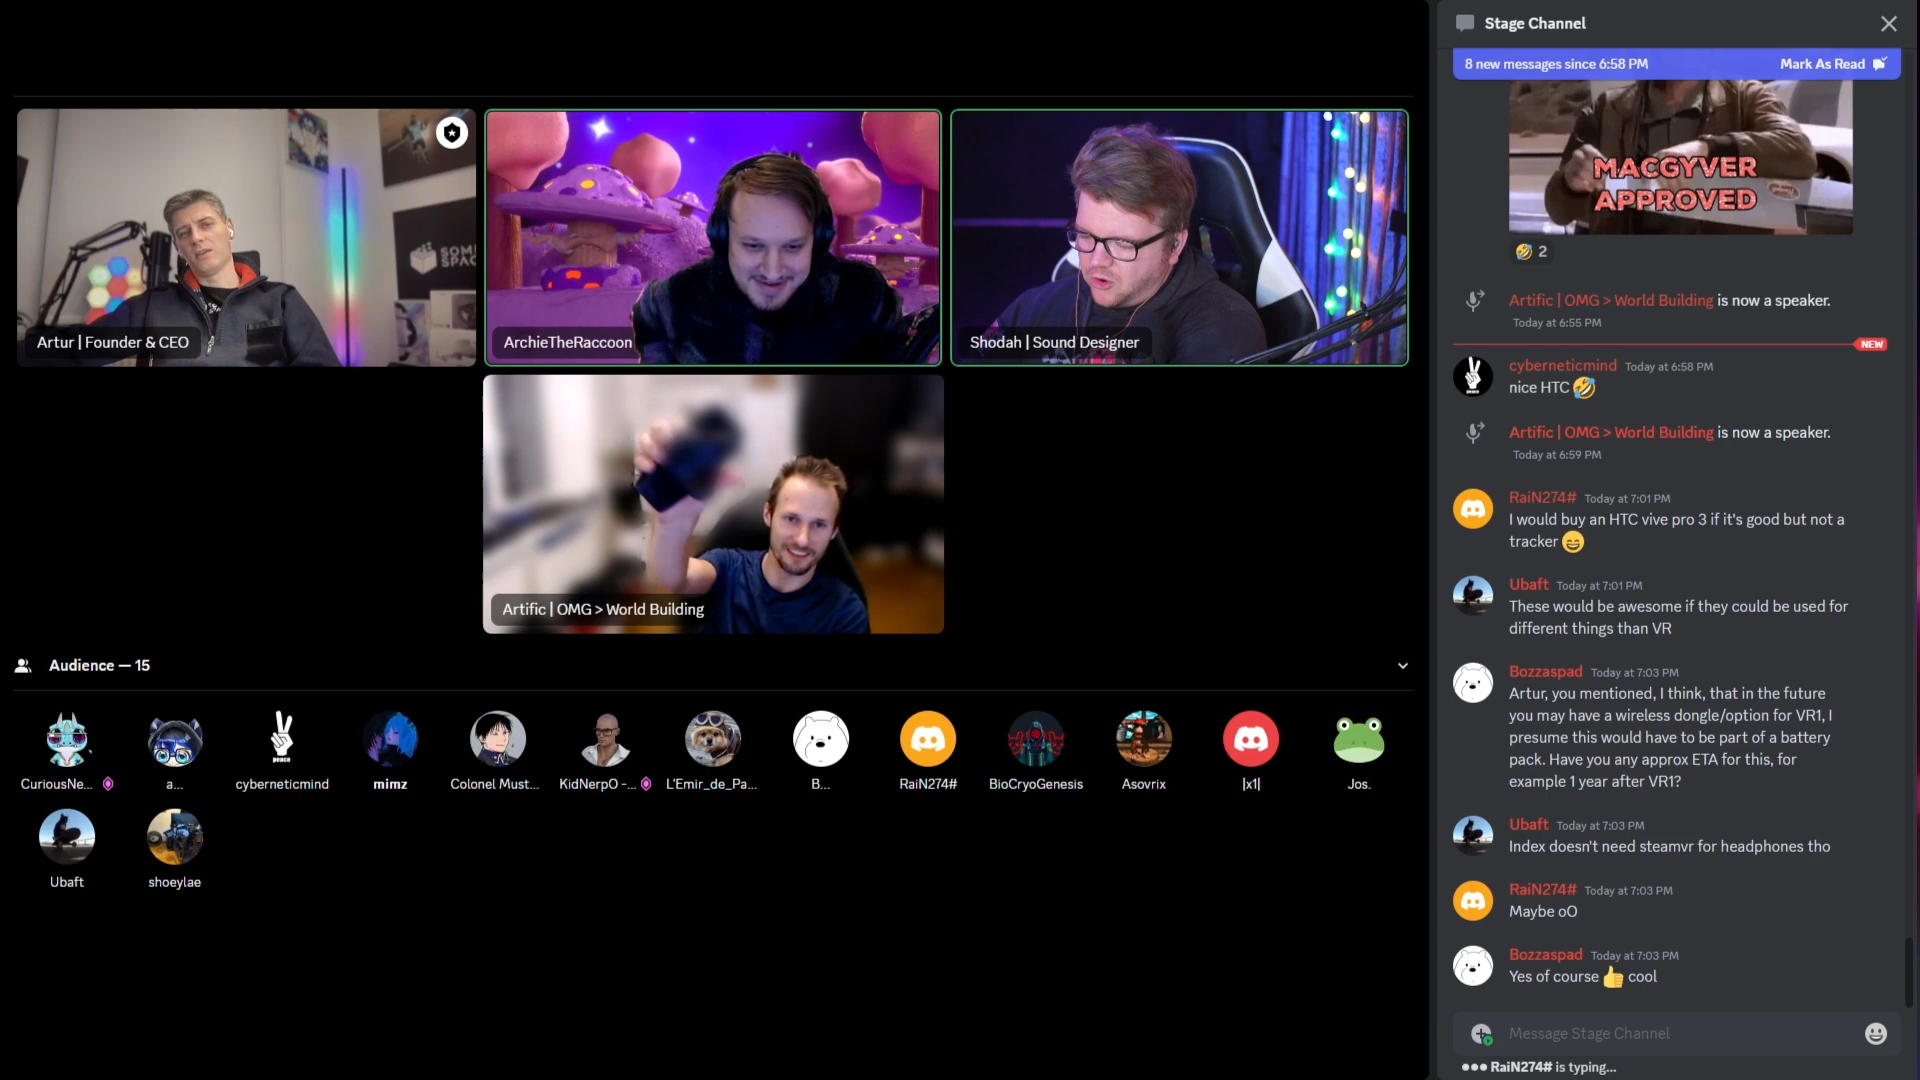 SOM
SPAC
Artur | Founder & CEO
ArchieTheRaccoon
Shodah | Sound Designer
Artific | OMG > World Building
Audience — 15
CuriousNe...
a...
cyberneticmind
peace
mimz
Colonel Must...
KidNerpO -...
L'Emir_de_Pa...
B...
RaiN274#
BioCryoGenesis
Asovrix
|x1|
Jos.
Ubaft
shoeylae
Stage Channel
8 new messages since 6:58 PM Mark As Read
MACGYVER
APPROVED
2
Artific | OMG > World Building is now a speaker.
Today at 6:55 PM
NEW
cyberneticmind Today at 6:58 PM
peace
nice HTC 🤣
Artific | OMG > World Building is now a speaker.
Today at 6:59 PM
RaiN274# Today at 7:01 PM
I would buy an HTC vive pro 3 if it's good but not a
tracker 😄
Ubaft Today at 7:01 PM
These would be awesome if they could be used for
different things than VR
Bozzaspad Today at 7:03 PM
Artur, you mentioned, I think, that in the future
you may have a wireless dongle/option for VR1, I
presume this would have to be part of a battery
pack. Have you any approx ETA for this, for
example 1 year after VR1?
Ubaft Today at 7:03 PM
Index doesn't need steamvr for headphones tho
RaiN274# Today at 7:03 PM
Maybe oO
Bozzaspad Today at 7:03 PM
Yes of course 👍 cool
Message Stage Channel
RaiN274# is typing...